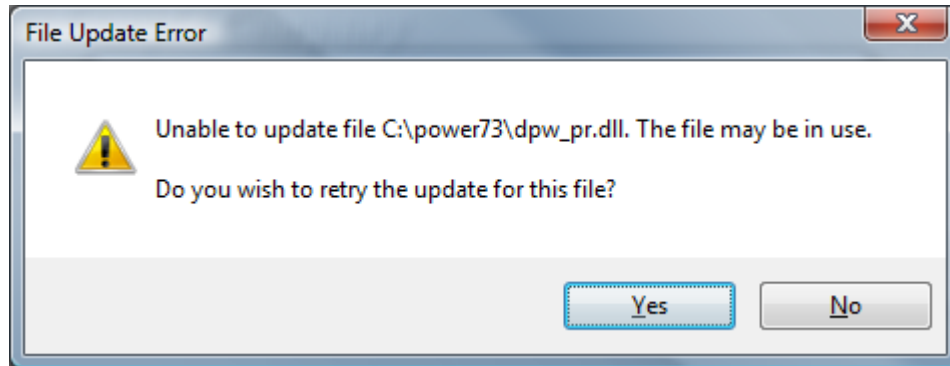 File Update Error
Unable to update file C:\power73\dpw_pr.dll. The file may be in use.
Do you wish to retry the update for this file?
Yes
No